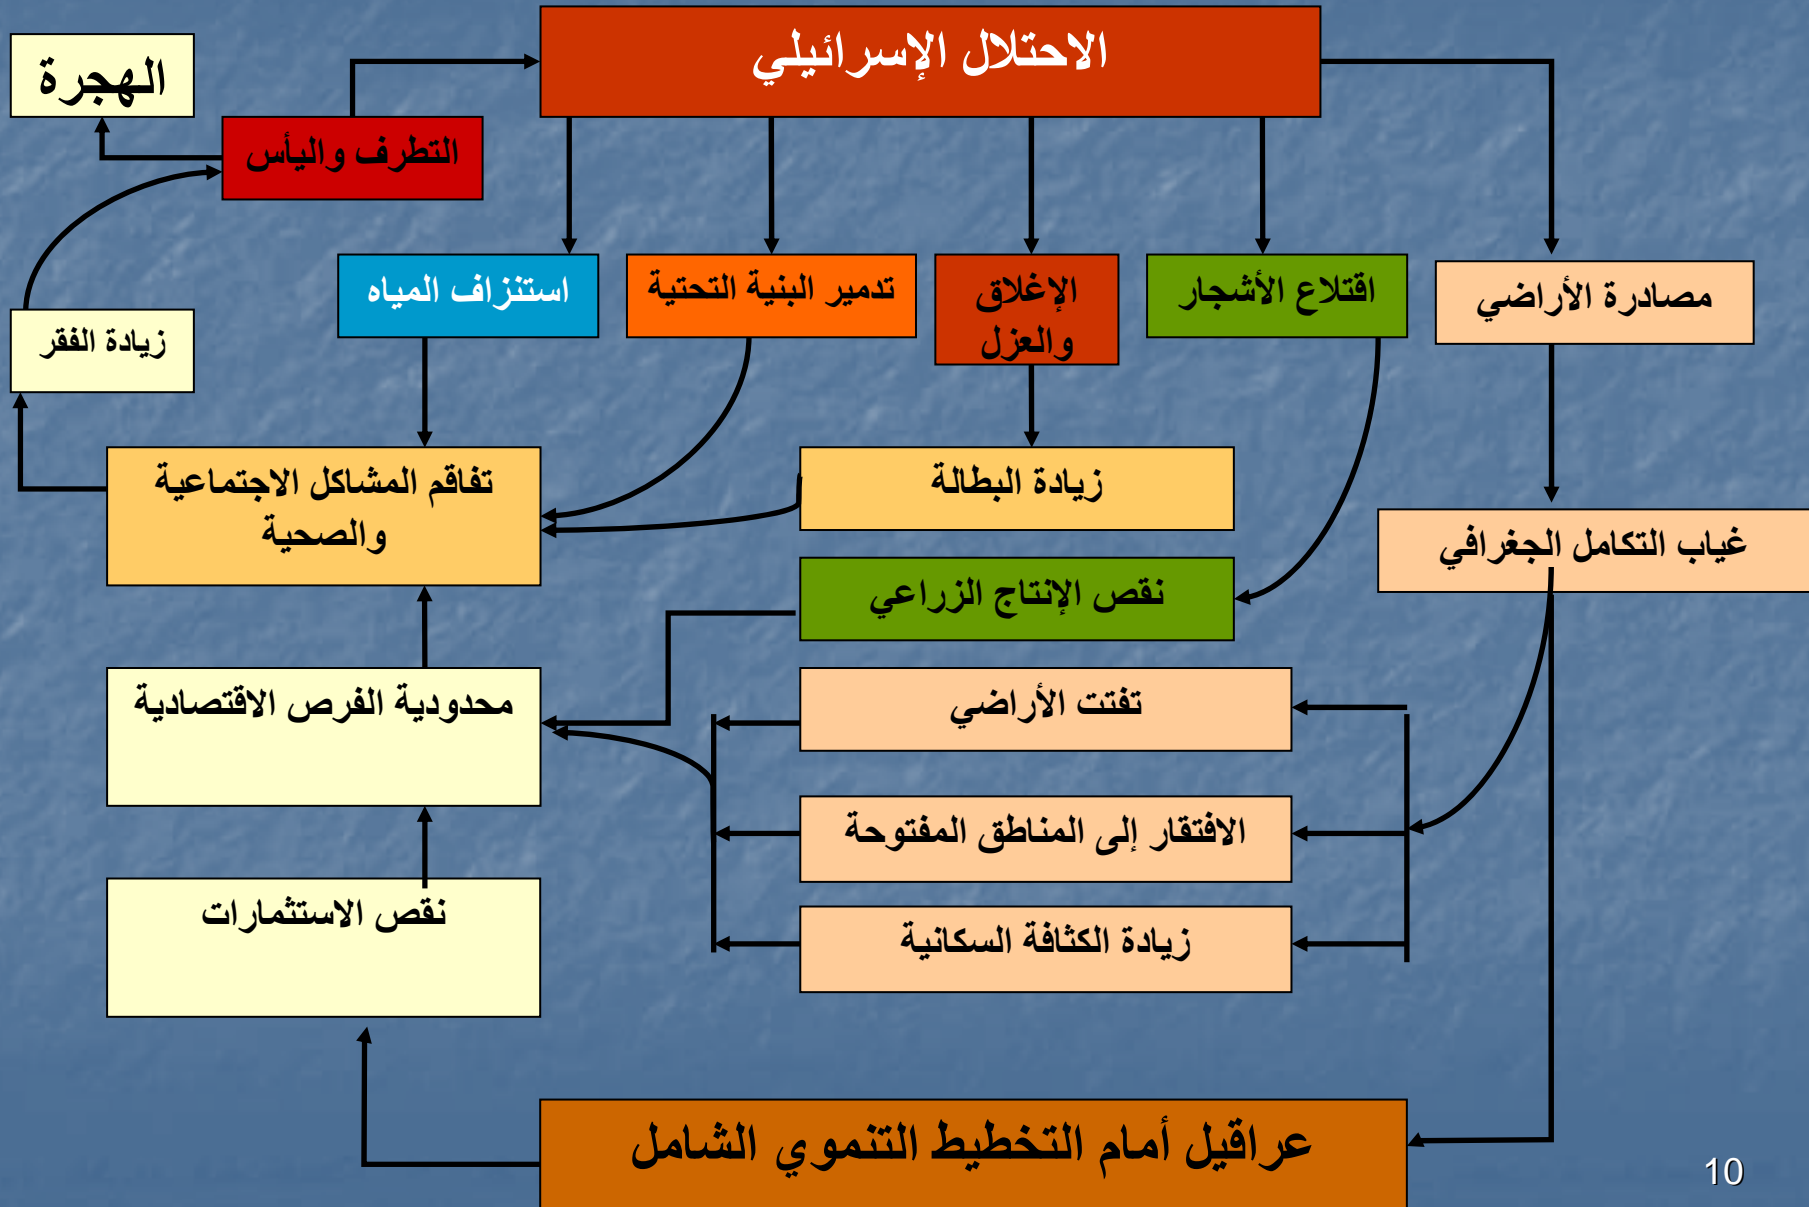 الاحتلال الإسرائيلي
الهجرة
التطرف واليأس
مصادرة الأراضي
اقتلاع الأشجار
الإغلاق
والعزل
تدمير البنية التحتية
استنزاف المياه
زيادة الفقر
غياب التكامل الجغرافي
زيادة البطالة
تفاقم المشاكل الاجتماعية
والصحية
نقص الإنتاج الزراعي
تفتت الأراضي
محدودية الفرص الاقتصادية
الافتقار إلى المناطق المفتوحة
زيادة الكثافة السكانية
نقص الاستثمارات
عراقيل أمام التخطيط التنموي الشامل
10